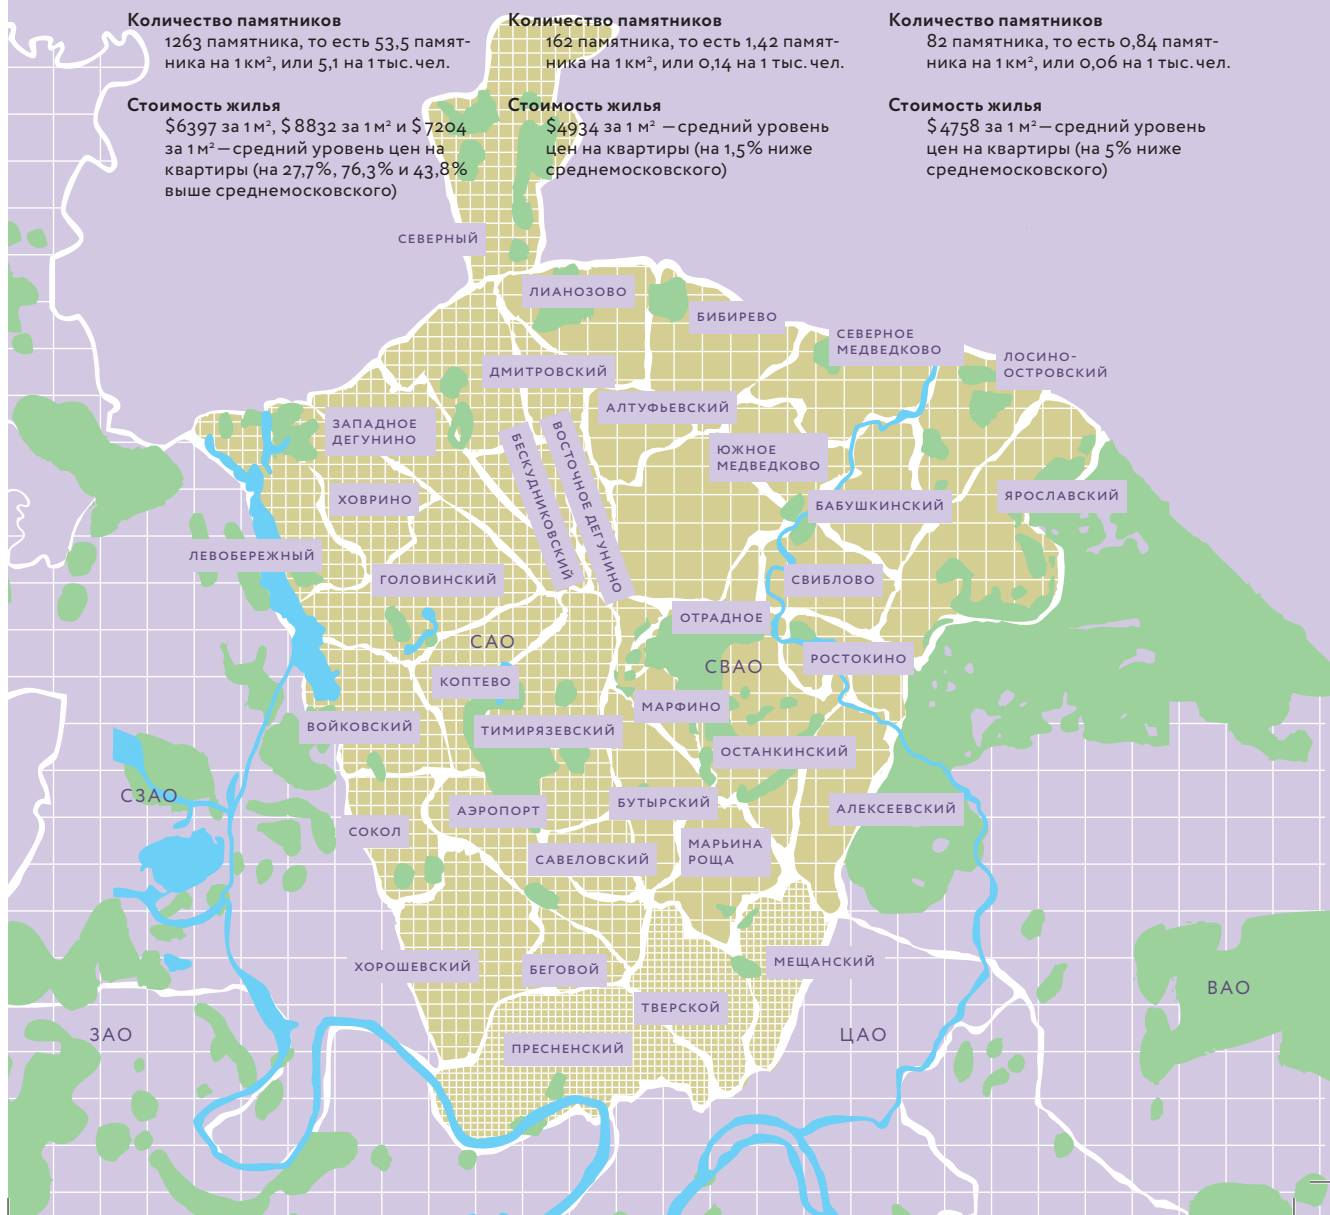 Количество памятников
1263 памятника, то есть 53,5 памят-
ника на 1 км², или 5,1 на 1 тыс. чел.
Стоимость жилья
$6397 за 1 м², $ 8832 за 1 м² и $ 7204
за 1 м² — средний уровень цен на
квартиры (на 27,7%, 76,3% и 43,8%
выше среднемосковского)
Количество памятников
162 памятника, то есть 1,42 памят-
ника на 1 км², или 0,14 на 1 тыс. чел.
Стоимость жилья
$4934 за 1 м² — средний уровень
цен на квартиры (на 1,5% ниже
среднемосковского)
Количество памятников
82 памятника, то есть 0,84 памят-
ника на 1 км², или 0,06 на 1 тыс. чел.
Стоимость жилья
$ 4758 за 1 м² — средний уровень
цен на квартиры (на 5% ниже
среднемосковского)
СЕВЕРНЫЙ
ЛИАНОЗОВО
БИБИРЕВО
СЕВЕРНОЕ
МЕДВЕДКОВО
ЛОСИНО-
ОСТРОВСКИЙ
ДМИТРОВСКИЙ
АЛТУФЬЕВСКИЙ
ЗАПАДНОЕ
ДЕГУНИНО
БЕСКУДНИКОВСКИЙ
ВОСТОЧНОЕ ДЕГУНИНО
ЮЖНОЕ
МЕДВЕДКОВО
ХОВРИНО
БАБУШКИНСКИЙ
ЯРОСЛАВСКИЙ
ЛЕВОБЕРЕЖНЫЙ
ГОЛОВИНСКИЙ
СВИБЛОВО
ОТРАДНОЕ
САО
СВАО
РОСТОКИНО
КОПТЕВО
МАРФИНО
ВОЙКОВСКИЙ
ТИМИРЯЗЕВСКИЙ
ОСТАНКИНСКИЙ
СЗАО
АЭРОПОРТ
БУТЫРСКИЙ
АЛЕКСЕЕВСКИЙ
СОКОЛ
САВЕЛОВСКИЙ
МАРЬИНА
РОЩА
ХОРОШЕВСКИЙ
БЕГОВОЙ
МЕЩАНСКИЙ
ВАО
ТВЕРСКОЙ
ЗАО
ПРЕСНЕНСКИЙ
ЦАО